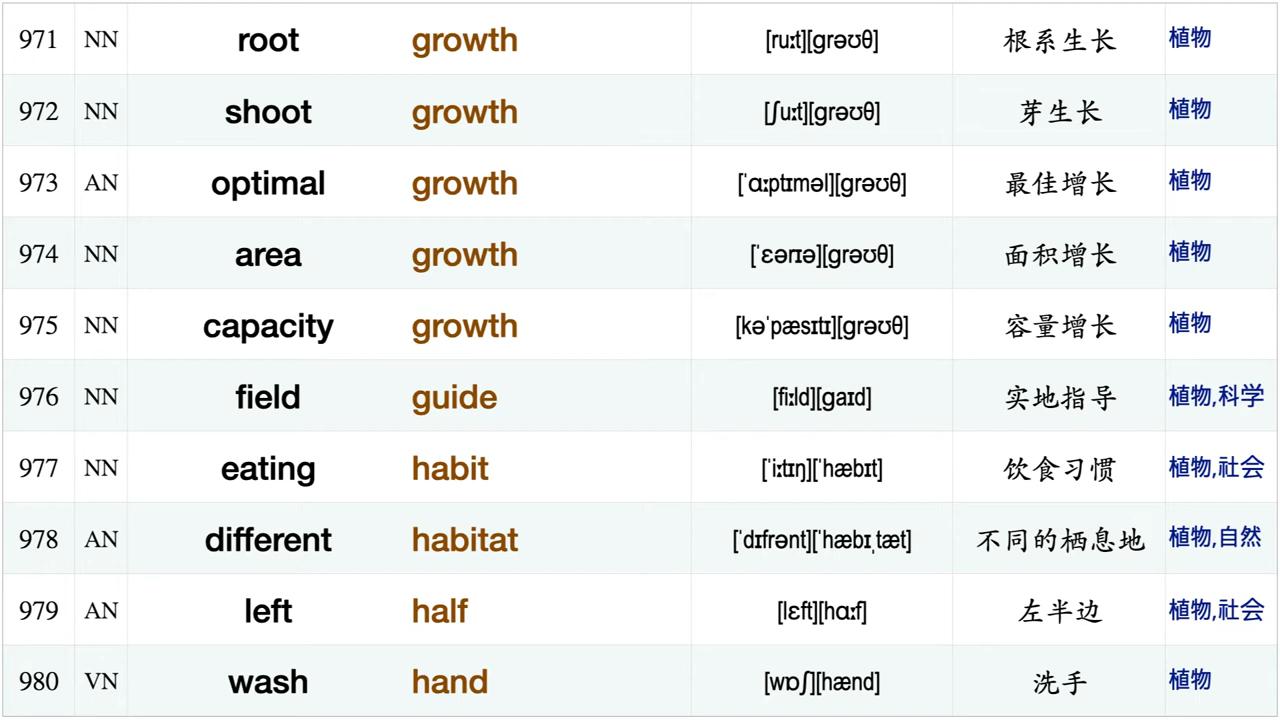 971 NN root growth [ruːt][grəʊθ] 根系生长 植物
972 NN shoot growth [ʃuːt][grəʊθ] 芽生长 植物
973 AN optimal growth [ˈɑːptɪməl][grəʊθ] 最佳增长 植物
974 NN area growth [ˈɛərɪə][grəʊθ] 面积增长 植物
975 NN capacity growth [kəˈpæsɪtɪ][grəʊθ] 容量增长 植物
976 NN field guide [fiːld][gaɪd] 实地指导 植物,科学
977 NN eating habit [ˈiːtɪŋ][ˈhæbɪt] 饮食习惯 植物,社会
978 AN different habitat [ˈdɪfrənt][ˈhæbɪˌtæt] 不同的栖息地 植物,自然
979 AN left half [lɛft][hɑːf] 左半边 植物,社会
980 VN wash hand [wɒʃ][hænd] 洗手 植物